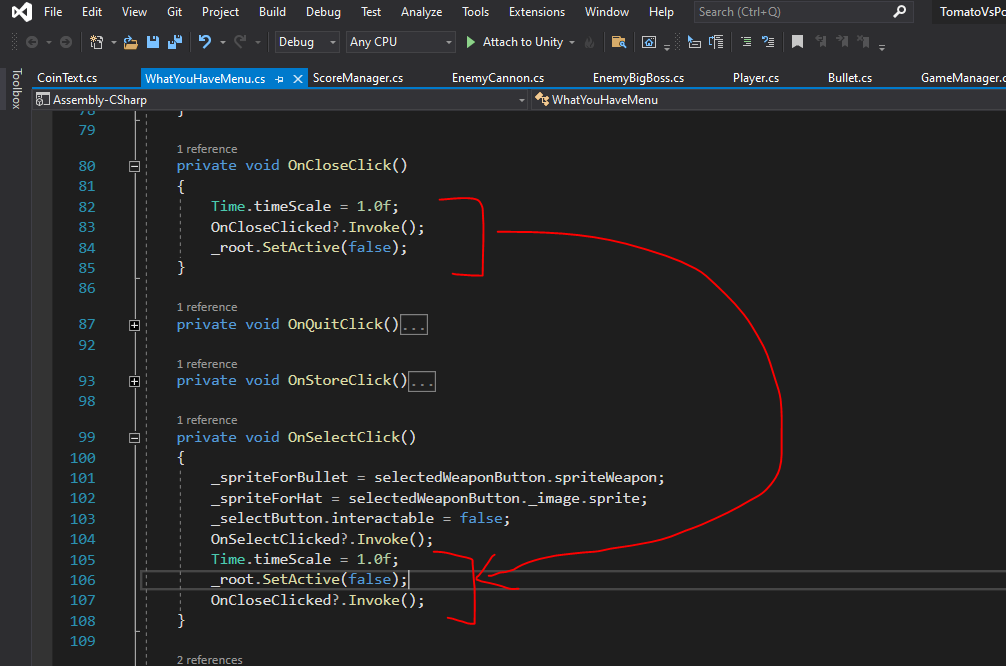 File Edit View Git Project Build Debug Test Analyze Tools Extensions Window Help Search (Ctrl+Q) TomatoVsPo
Debug Any CPU Attach to Unity
Toolbox
CoinText.cs WhatYouHaveMenu.cs ScoreManager.cs EnemyCannon.cs EnemyBigBoss.cs Player.cs Bullet.cs GameManager.c
Assembly-CSharp WhatYouHaveMenu
78 }
79
1 reference
80 private void OnCloseClick()
81 {
82 Time.timeScale = 1.0f;
83 OnCloseClicked?.Invoke();
84 _root.SetActive(false);
85 }
86
1 reference
87 private void OnQuitClick()...
92
1 reference
93 private void OnStoreClick()...
98
1 reference
99 private void OnSelectClick()
100 {
101 _spriteForBullet = selectedWeaponButton.spriteWeapon;
102 _spriteForHat = selectedWeaponButton._image.sprite;
103 _selectButton.interactable = false;
104 OnSelectClicked?.Invoke();
105 Time.timeScale = 1.0f;
106 _root.SetActive(false);
107 OnCloseClicked?.Invoke();
108 }
109
2 references